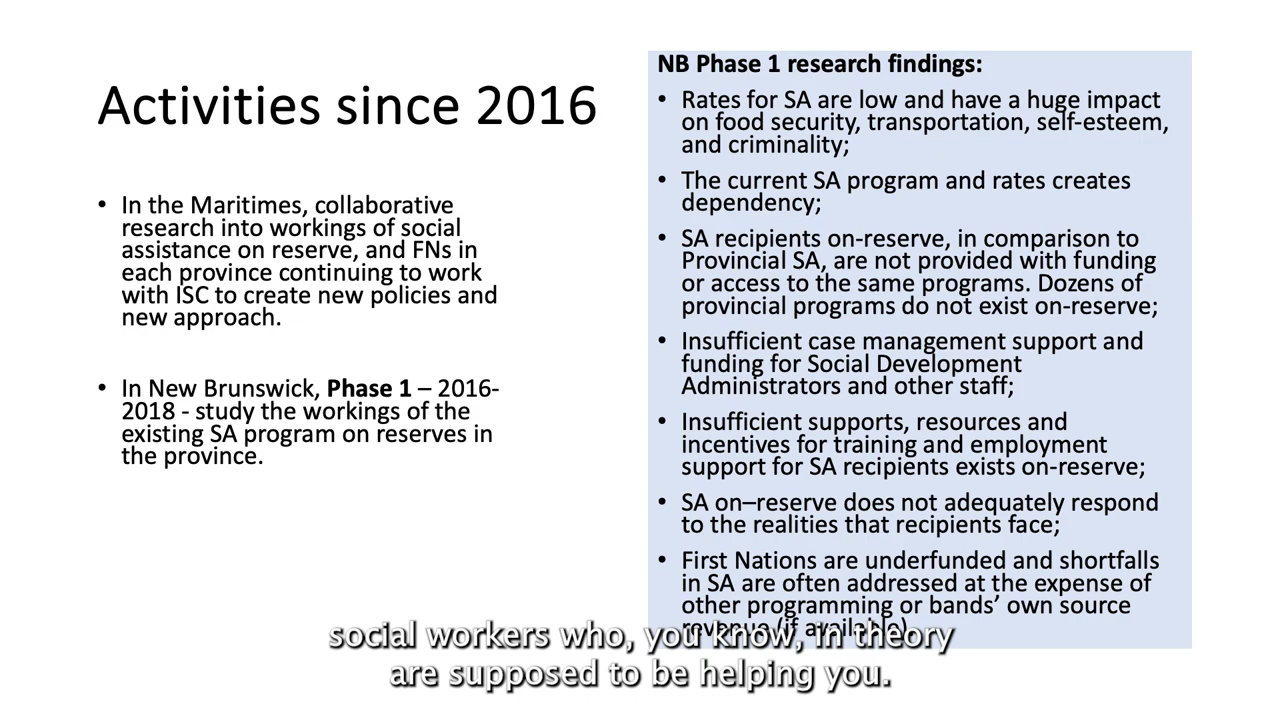 Activities since 2016
• In the Maritimes, collaborative
research into workings of social
assistance on reserve, and FNs in
each province continuing to work
with ISC to create new policies and
new approach.
• In New Brunswick, Phase 1 – 2016-
2018 - study the workings of the
existing SA program on reserves in
the province.
NB Phase 1 research findings:
• Rates for SA are low and have a huge impact
on food security, transportation, self-esteem,
and criminality;
• The current SA program and rates creates
dependency;
• SA recipients on-reserve, in comparison to
Provincial SA, are not provided with funding
or access to the same programs. Dozens of
provincial programs do not exist on-reserve;
• Insufficient case management support and
funding for Social Development
Administrators and other staff;
• Insufficient supports, resources and
incentives for training and employment
support for SA recipients exists on-reserve;
• SA on–reserve does not adequately respond
to the realities that recipients face;
• First Nations are underfunded and shortfalls
in SA are often addressed at the expense of
other programming or bands’ own source
revenue (if available)
social workers who, you know, in theory
are supposed to be helping you.